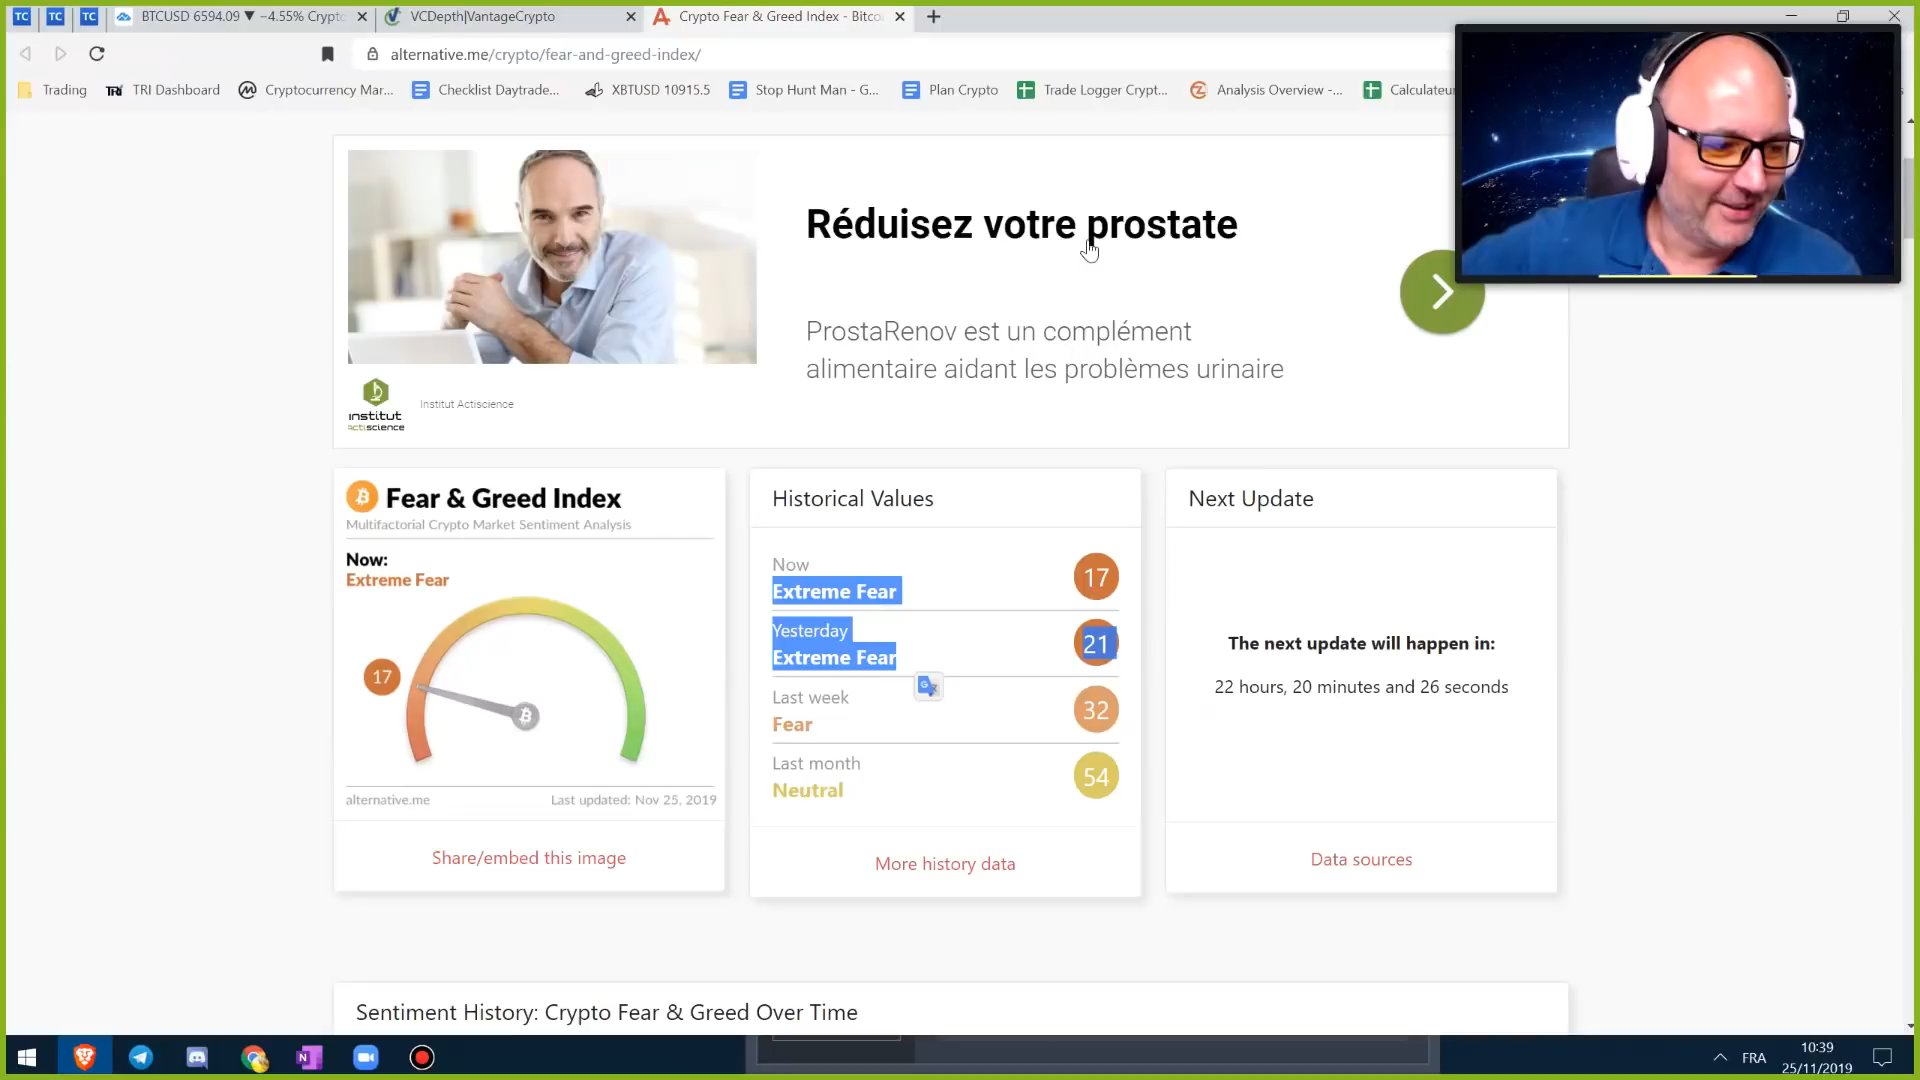 TC
TC
TC
BTCUSD 6594.09 ▼ −4.55% Crypto
VCDepth|VantageCrypto
Crypto Fear & Greed Index - Bitco
alternative.me/crypto/fear-and-greed-index/
Trading
TRI Dashboard
Cryptocurrency Mar...
Checklist Daytrade...
XBTUSD 10915.5
Stop Hunt Man - G...
Plan Crypto
Trade Logger Crypt...
Analysis Overview -...
Calculateu
Réduisez votre prostate
ProstaRenov est un complément
alimentaire aidant les problèmes urinaire
institut
actiscience
Institut Actiscience
Fear & Greed Index
Multifactorial Crypto Market Sentiment Analysis
Now:
Extreme Fear
17
alternative.me
Last updated: Nov 25, 2019
Share/embed this image
Historical Values
Now
Extreme Fear
17
Yesterday
Extreme Fear
21
Last week
Fear
32
Last month
Neutral
54
More history data
Next Update
The next update will happen in:
22 hours, 20 minutes and 26 seconds
Data sources
Sentiment History: Crypto Fear & Greed Over Time
FRA
10:39
25/11/2019